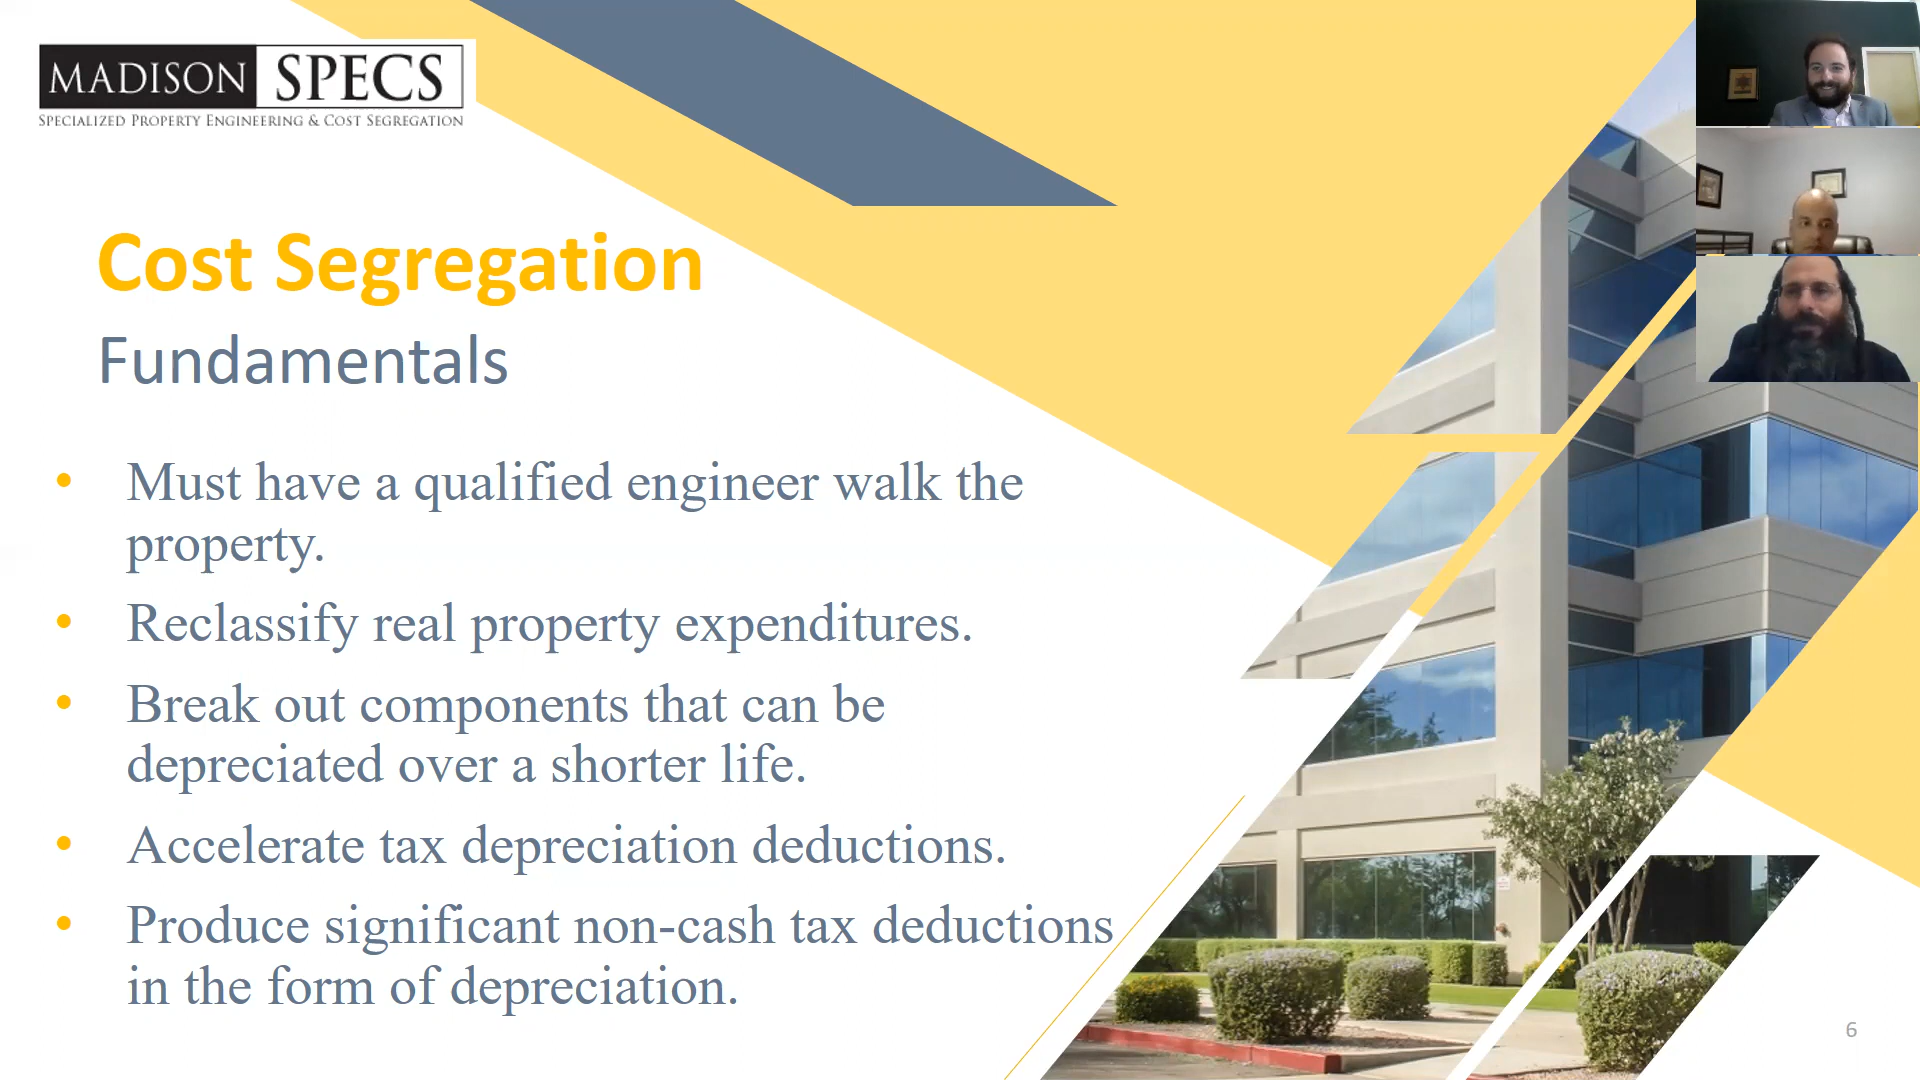 MADISON SPECS
SPECIALIZED PROPERTY ENGINEERING & COST SEGREGATION
Cost Segregation
Fundamentals
• Must have a qualified engineer walk the
property.
• Reclassify real property expenditures.
• Break out components that can be
depreciated over a shorter life.
• Accelerate tax depreciation deductions.
• Produce significant non-cash tax deductions
in the form of depreciation.
6